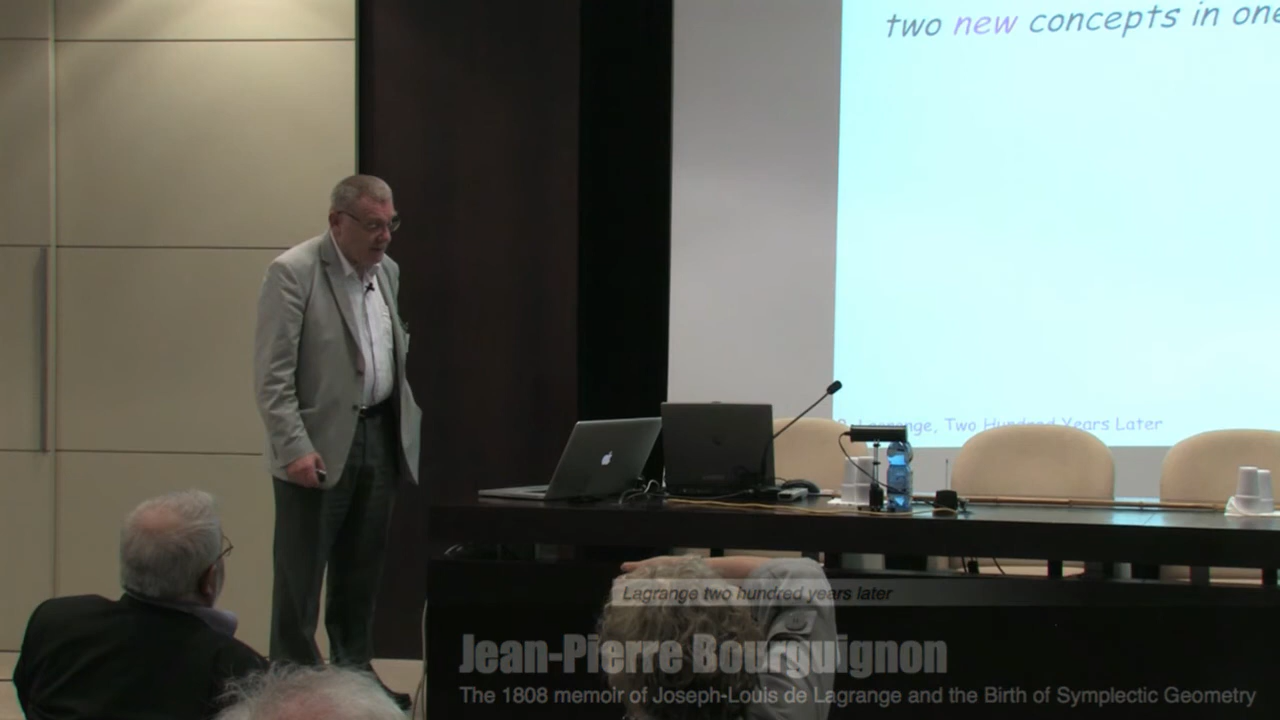 two new concepts in one
Lagrange, Two Hundred Years Later
Lagrange two hundred years later
Jean-Pierre Bourguignon
The 1808 memoir of Joseph-Louis de Lagrange and the Birth of Symplectic Geometry